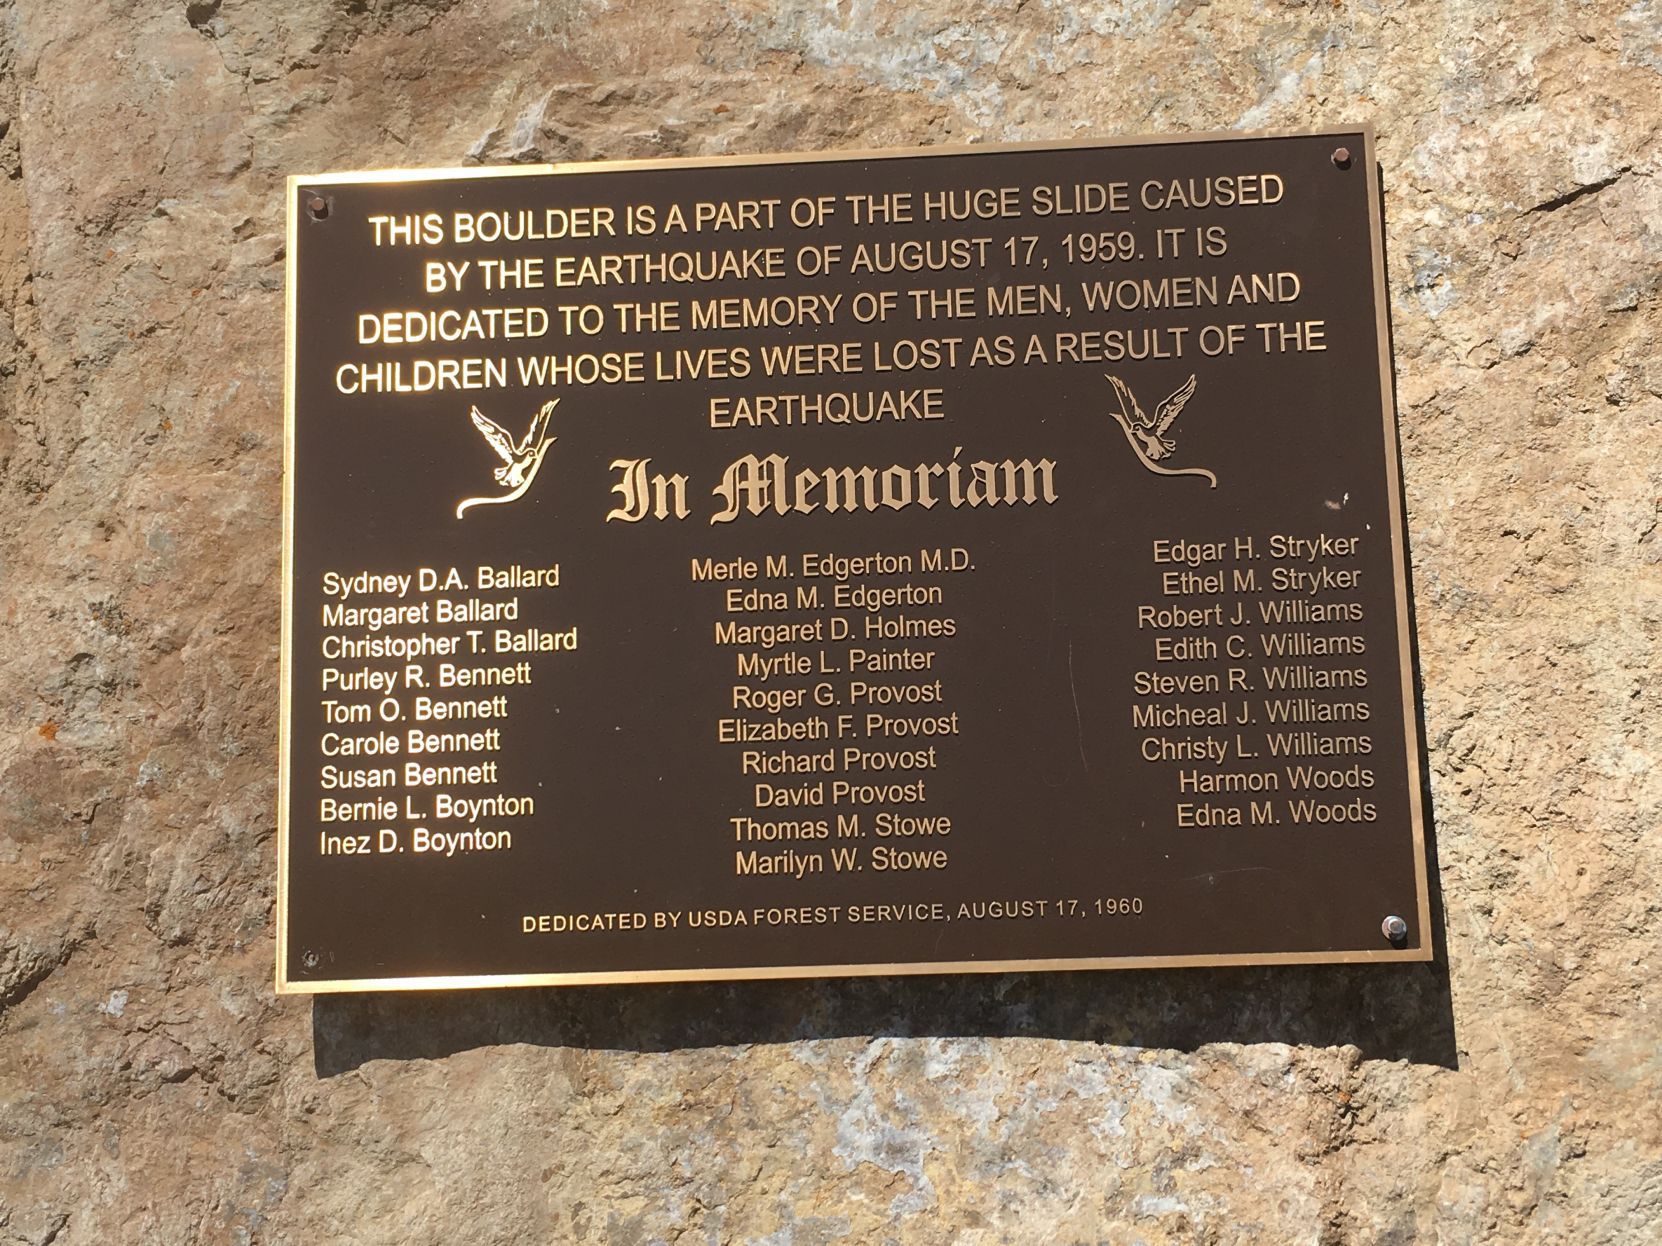 THIS BOULDER IS A PART OF THE HUGE SLIDE CAUSED
BY THE EARTHQUAKE OF AUGUST 17, 1959. IT IS
DEDICATED TO THE MEMORY OF THE MEN, WOMEN AND
CHILDREN WHOSE LIVES WERE LOST AS A RESULT OF THE
EARTHQUAKE
In Memoriam
Sydney D.A. Ballard
Margaret Ballard
Christopher T. Ballard
Purley R. Bennett
Tom O. Bennett
Carole Bennett
Susan Bennett
Bernie L. Boynton
Inez D. Boynton
Merle M. Edgerton M.D.
Edna M. Edgerton
Margaret D. Holmes
Myrtle L. Painter
Roger G. Provost
Elizabeth F. Provost
Richard Provost
David Provost
Thomas M. Stowe
Marilyn W. Stowe
Edgar H. Stryker
Ethel M. Stryker
Robert J. Williams
Edith C. Williams
Steven R. Williams
Micheal J. Williams
Christy L. Williams
Harmon Woods
Edna M. Woods
DEDICATED BY USDA FOREST SERVICE, AUGUST 17, 1960